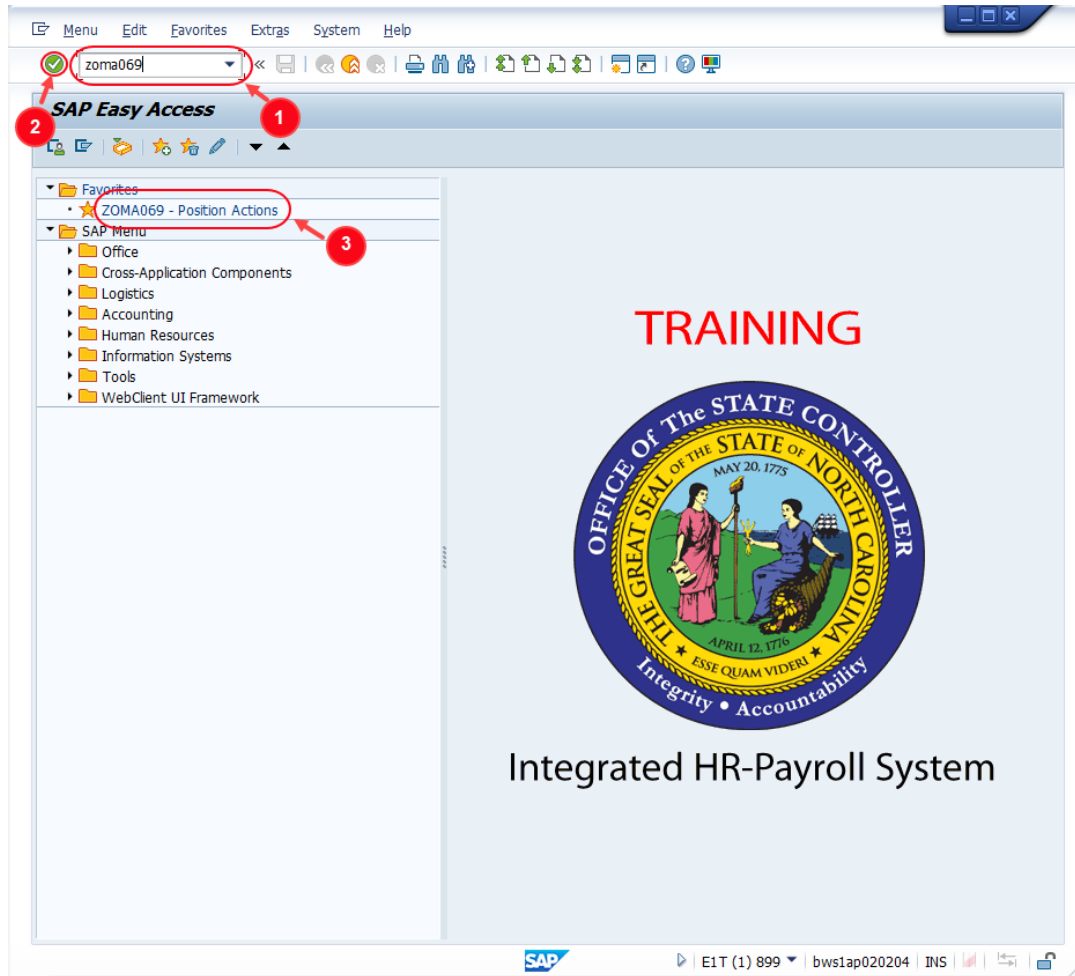 Menu Edit Favorites Extras System Help
zoma069
«
2
1
SAP Easy Access
Favorites
ZOMA069 - Position Actions
3
SAP Menu
Office
Cross-Application Components
Logistics
Accounting
Human Resources
Information Systems
Tools
WebClient UI Framework
TRAINING
OFFICE Of The STATE CONTROLLER
THE GREAT SEAL OF THE STATE OF NORTH CAROLINA
MAY 20, 1775
APRIL 12, 1776
★ ESSE QUAM VIDERI ★
Integrity • Accountability
Integrated HR-Payroll System
SAP E1T (1) 899 bws1ap020204 INS